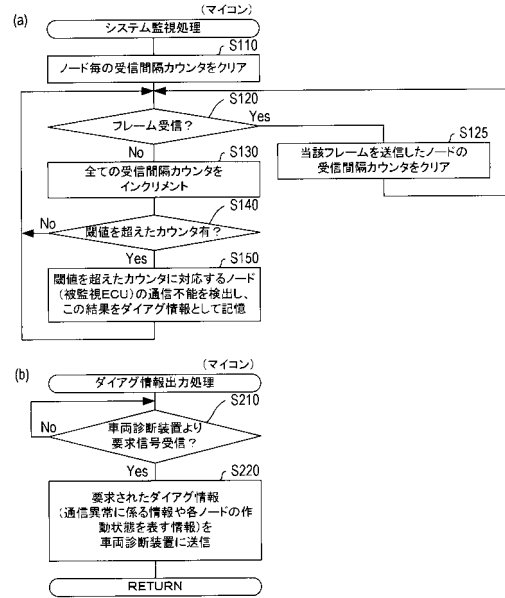 (a)
(マイコン)
システム監視処理
S110
ノード毎の受信間隔カウンタをクリア
S120
フレーム受信?
Yes
No
S125
当該フレームを送信したノードの
受信間隔カウンタをクリア
S130
全ての受信間隔カウンタを
インクリメント
S140
No
閾値を超えたカウンタ有?
Yes
S150
閾値を超えたカウンタに対応するノード
(被監視ECU)の通信不能を検出し、
この結果をダイアグ情報として記憶
(b)
(マイコン)
ダイアグ情報出力処理
S210
No
車両診断装置より
要求信号受信?
Yes
S220
要求されたダイアグ情報
(通信異常に係る情報や各ノードの作
動状態を表す情報)を
車両診断装置に送信
RETURN